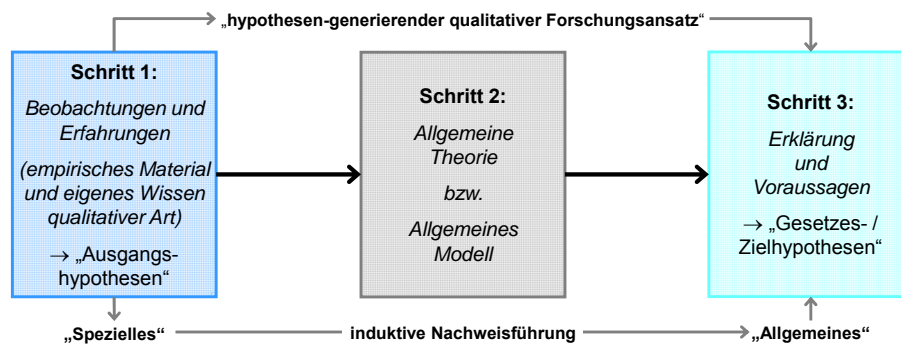 „hypothesen-generierender qualitativer Forschungsansatz“
Schritt 1:
Beobachtungen und
Erfahrungen
(empirisches Material
und eigenes Wissen
qualitativer Art)
→ „Ausgangs-
hypothesen“
Schritt 2:
Allgemeine
Theorie
bzw.
Allgemeines
Modell
Schritt 3:
Erklärung
und
Voraussagen
→ „Gesetzes- /
Zielhypothesen“
„Spezielles“
induktive Nachweisführung
„Allgemeines“